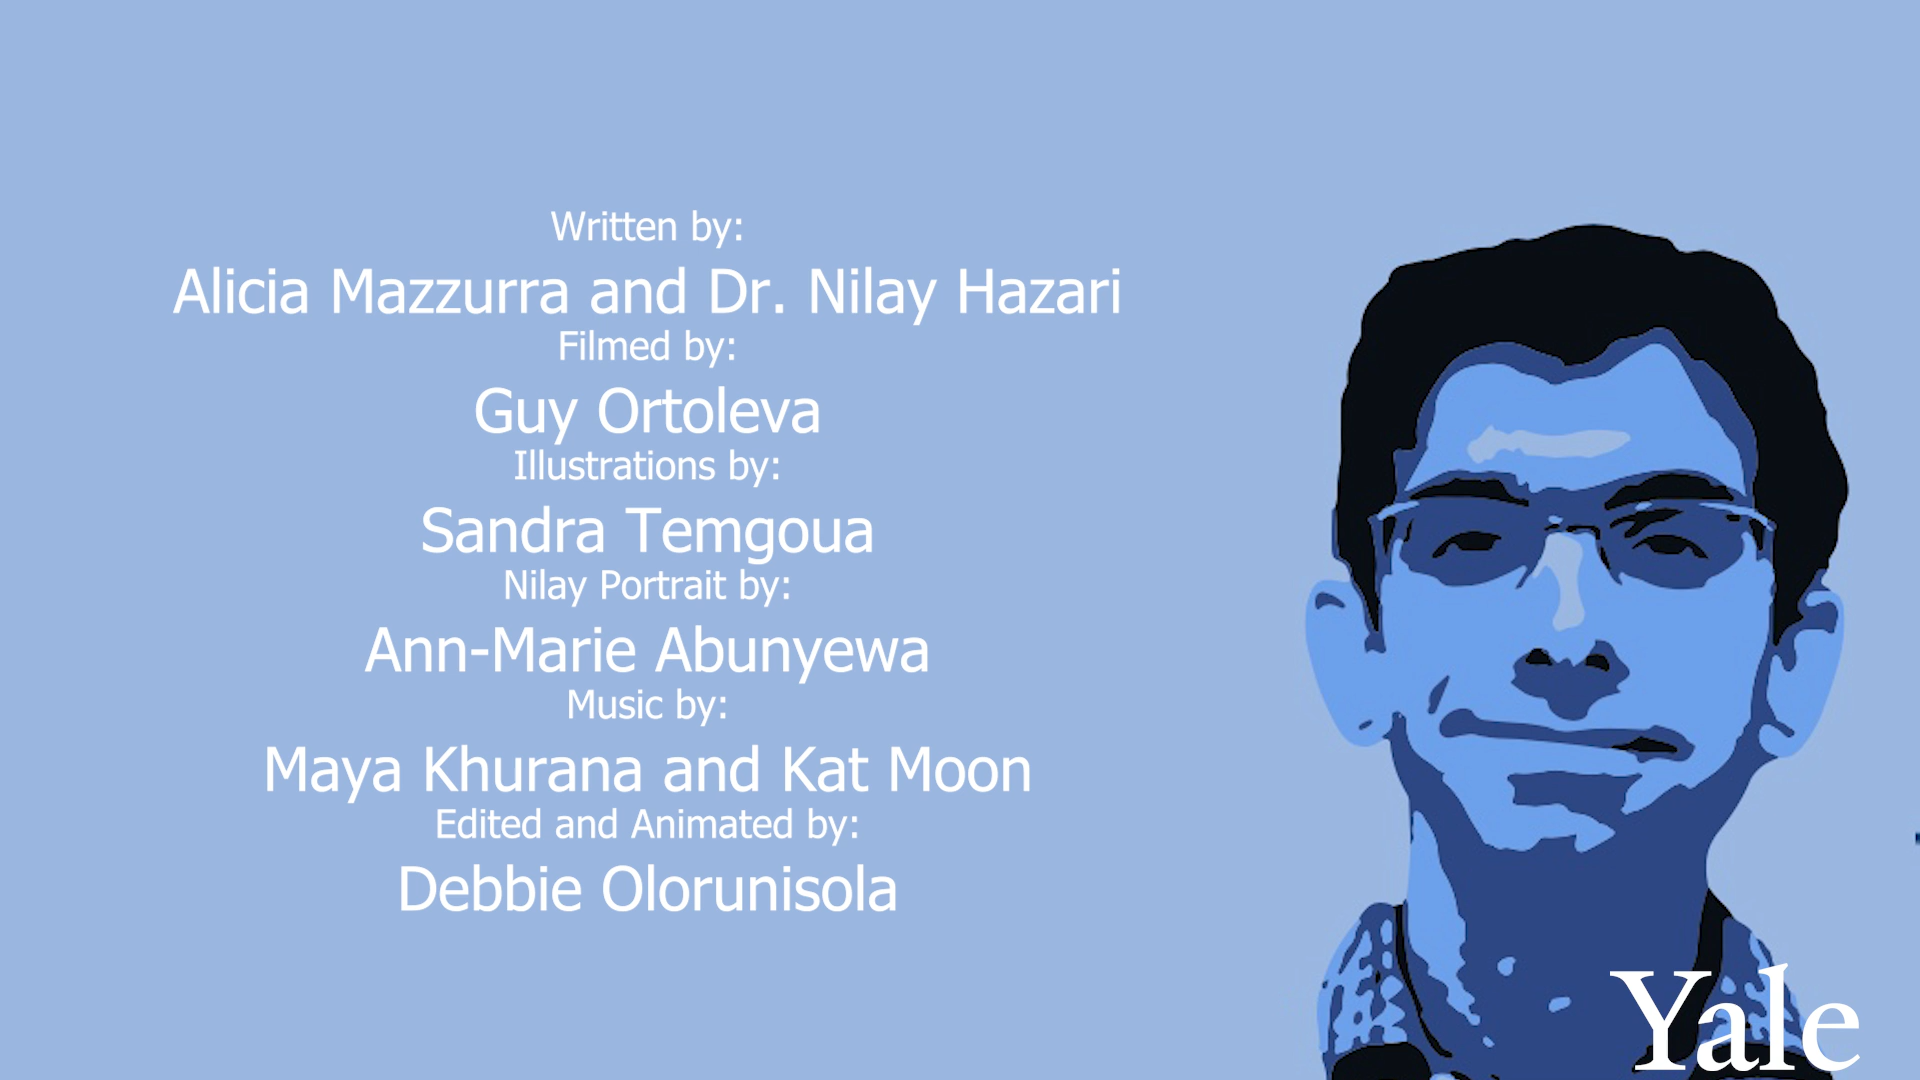 Written by:
Alicia Mazzurra and Dr. Nilay Hazari
Filmed by:
Guy Ortoleva
Illustrations by:
Sandra Temgoua
Nilay Portrait by:
Ann-Marie Abunyewa
Music by:
Maya Khurana and Kat Moon
Edited and Animated by:
Debbie Olorunisola
Yale